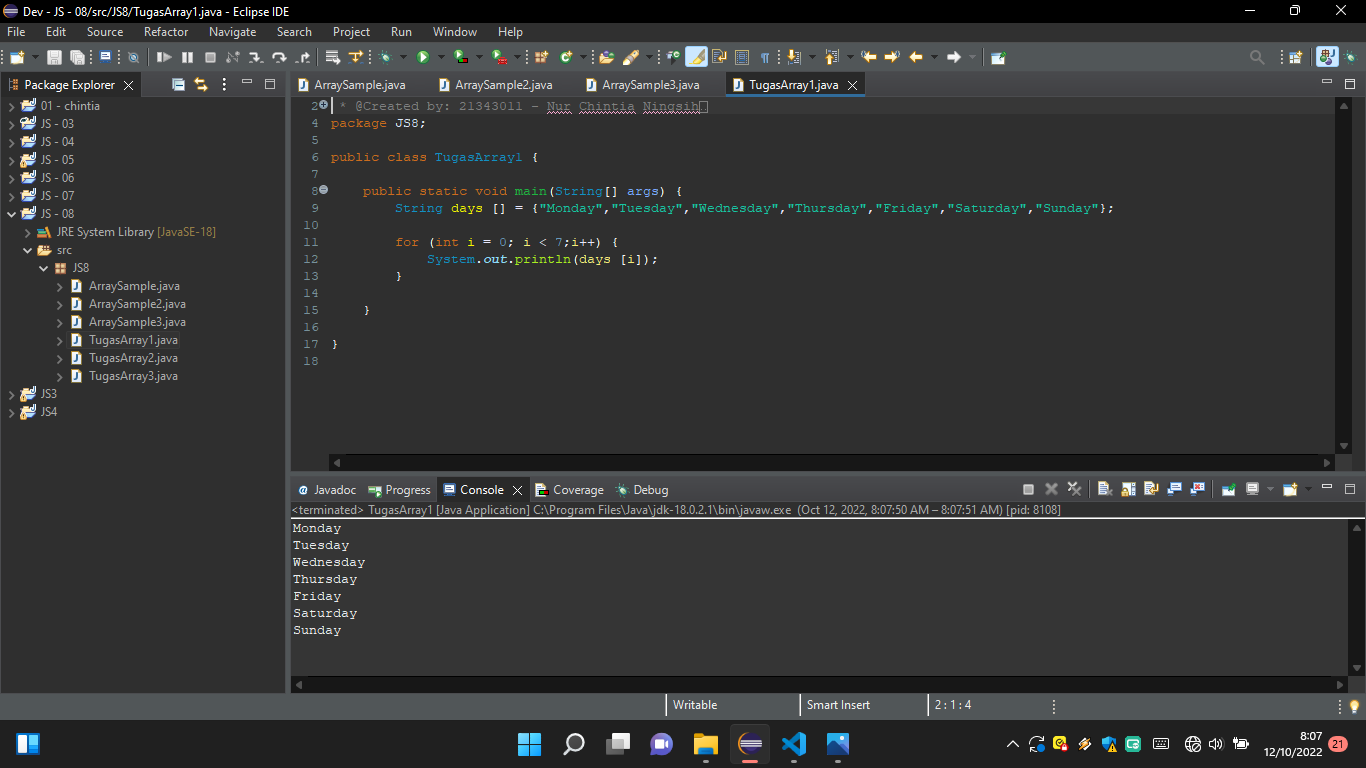 Dev - JS - 08/src/JS8/TugasArray1.java - Eclipse IDE
File Edit Source Refactor Navigate Search Project Run Window Help
Package Explorer
01 - chintia
JS - 03
JS - 04
JS - 05
JS - 06
JS - 07
JS - 08
JRE System Library [JavaSE-18]
src
JS8
ArraySample.java
ArraySample2.java
ArraySample3.java
TugasArray1.java
TugasArray2.java
TugasArray3.java
JS3
JS4
ArraySample.java ArraySample2.java ArraySample3.java TugasArray1.java
2 * @Created by: 21343011 - Nur Chintia Ningsih
4 package JS8;
5
6 public class TugasArray1 {
7
8 public static void main(String[] args) {
9 String days [] = {"Monday","Tuesday","Wednesday","Thursday","Friday","Saturday","Sunday"};
10
11 for (int i = 0; i < 7;i++) {
12 System.out.println(days [i]);
13 }
14
15 }
16
17 }
18
Javadoc Progress Console Coverage Debug
<terminated> TugasArray1 [Java Application] C:\Program Files\Java\jdk-18.0.2.1\bin\javaw.exe (Oct 12, 2022, 8:07:50 AM – 8:07:51 AM) [pid: 8108]
Monday
Tuesday
Wednesday
Thursday
Friday
Saturday
Sunday
Writable Smart Insert 2 : 1 : 4
8:07
12/10/2022
21